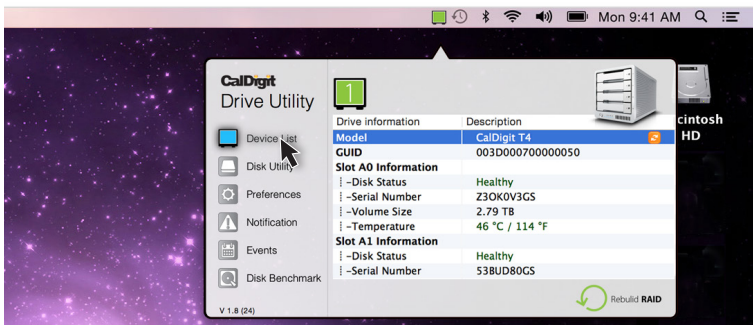 Mon 9:41 AM
CalDigit
Drive Utility
Device List
Disk Utility
Preferences
Notification
Events
Disk Benchmark
V 1.8 (24)
1
Drive information Description
Model CalDigit T4
GUID 003D000700000050
Slot A0 Information
-Disk Status Healthy
-Serial Number Z3OK0V3GS
-Volume Size 2.79 TB
-Temperature 46 °C / 114 °F
Slot A1 Information
-Disk Status Healthy
-Serial Number 53BUD80GS
Rebulid RAID
cintosh
HD